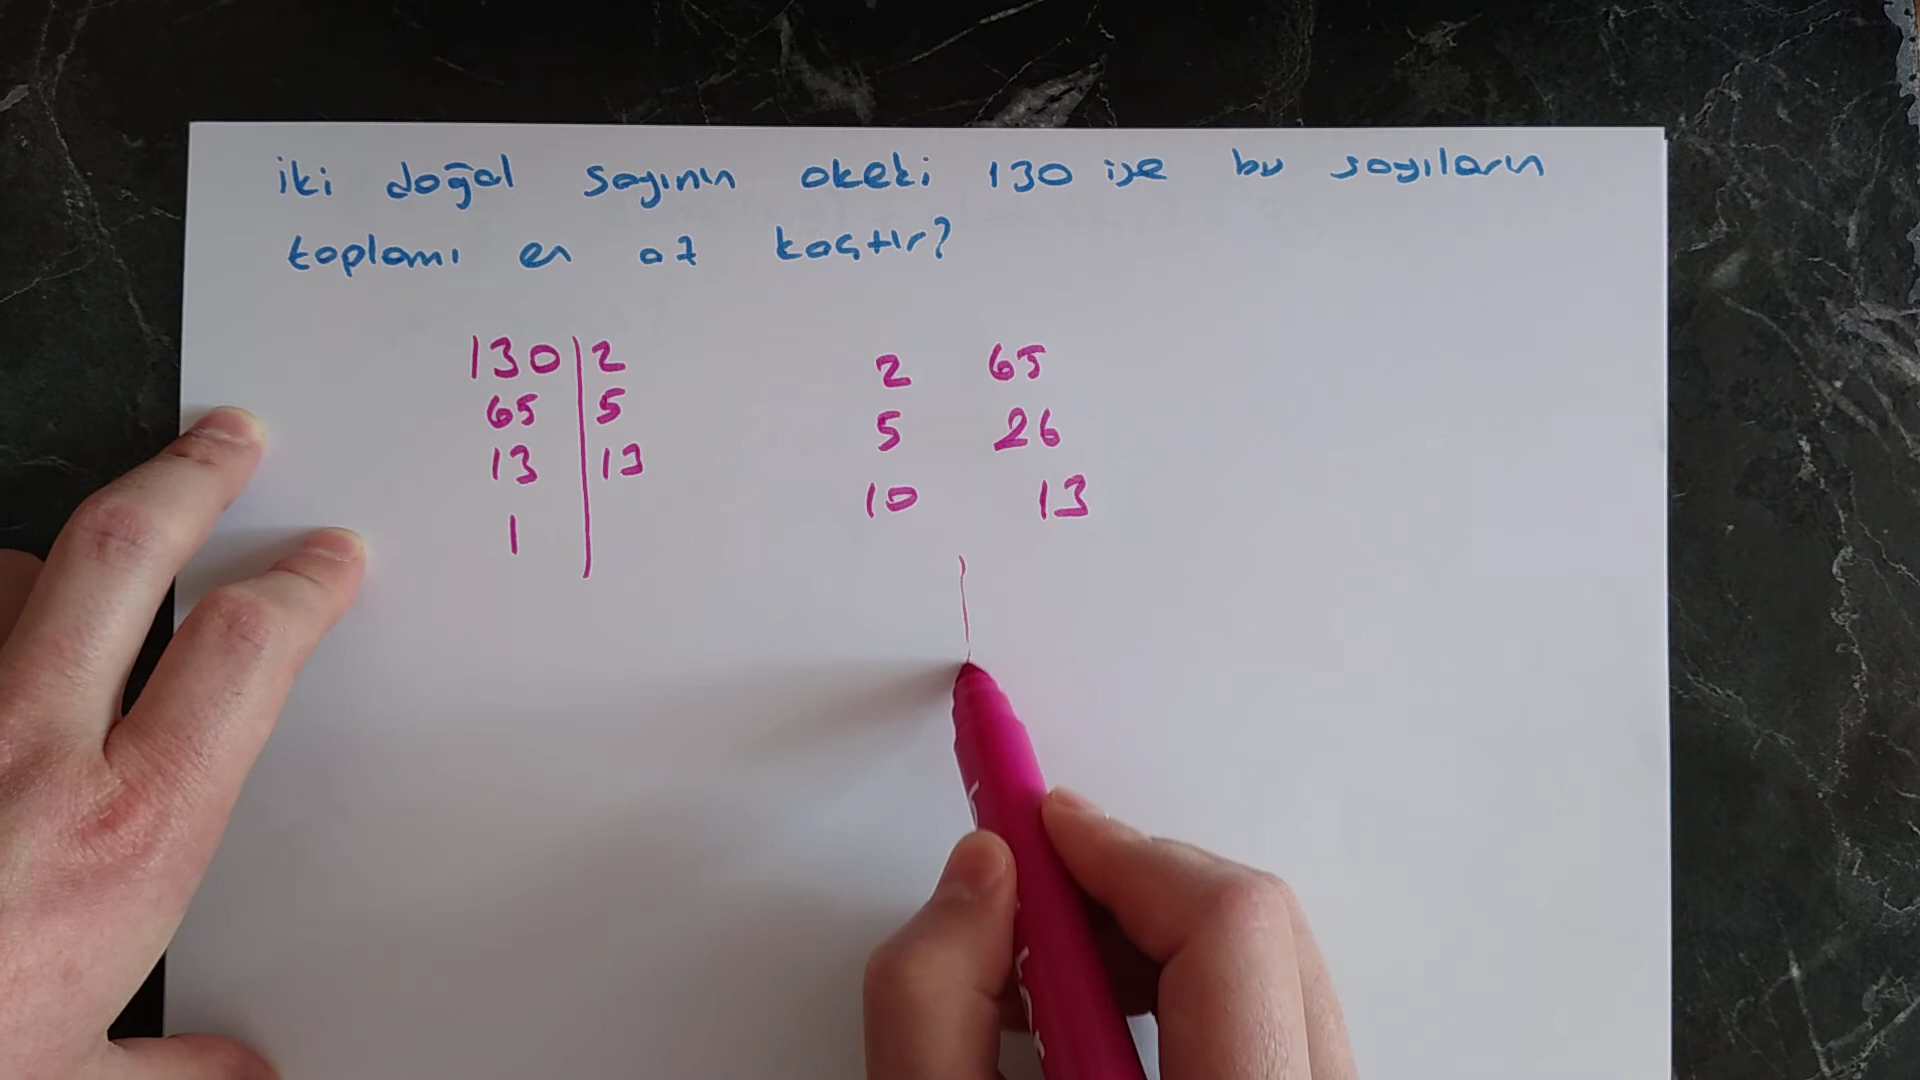 iki doğal sayının okeki 130 ise bu sayıların
toplamı en az kaçtır?
130 | 2
65 | 5
13 | 13
1
2 65
5 26
10 13